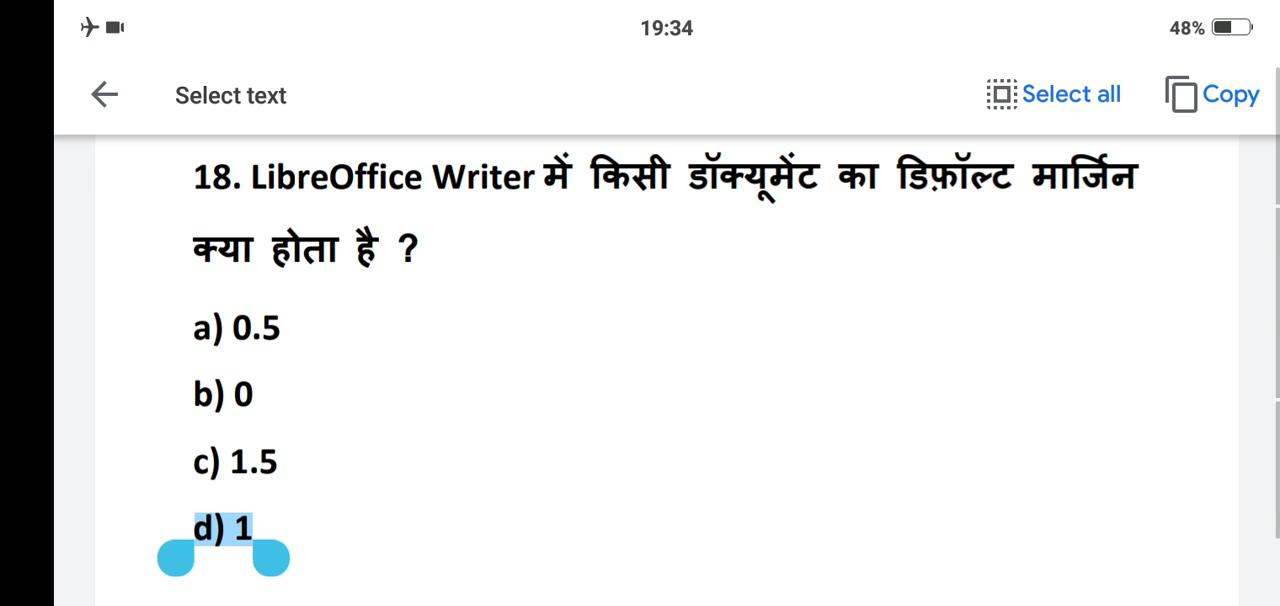 19:34
48%
Select text
Select all
Copy
18. LibreOffice Writer में किसी डॉक्यूमेंट का डिफ़ॉल्ट मार्जिन
क्या होता है ?
a) 0.5
b) 0
c) 1.5
d) 1